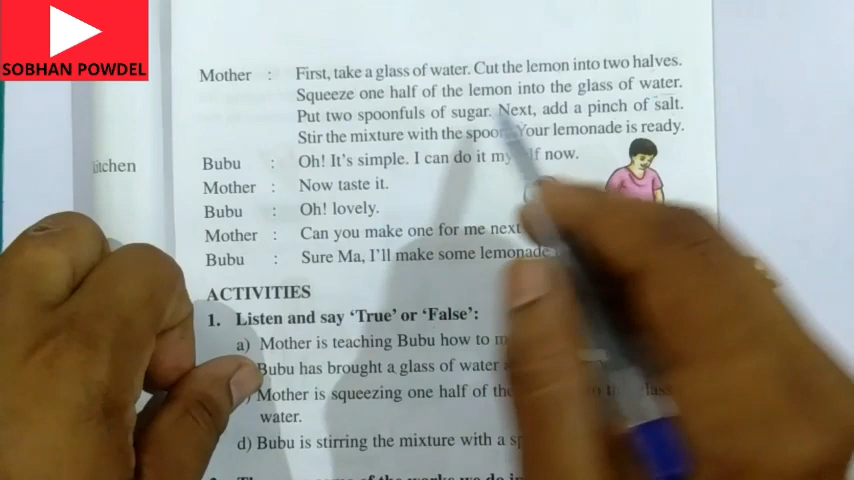 SOBHAN POWDEL
Mother : First, take a glass of water. Cut the lemon into two halves.
Squeeze one half of the lemon into the glass of water.
Put two spoonfuls of sugar. Next, add a pinch of salt.
Stir the mixture with the spoon. Your lemonade is ready.
Bubu : Oh! It's simple. I can do it now.
Mother : Now taste it.
Bubu : Oh! lovely.
Mother : Can you make one for me next
Bubu : Sure Ma, I'll make some lemonade
kitchen
ACTIVITIES
1. Listen and say 'True' or 'False':
a) Mother is teaching Bubu how to
Bubu has brought a glass of water
Mother is squeezing one half of the
water.
d) Bubu is stirring the mixture with a